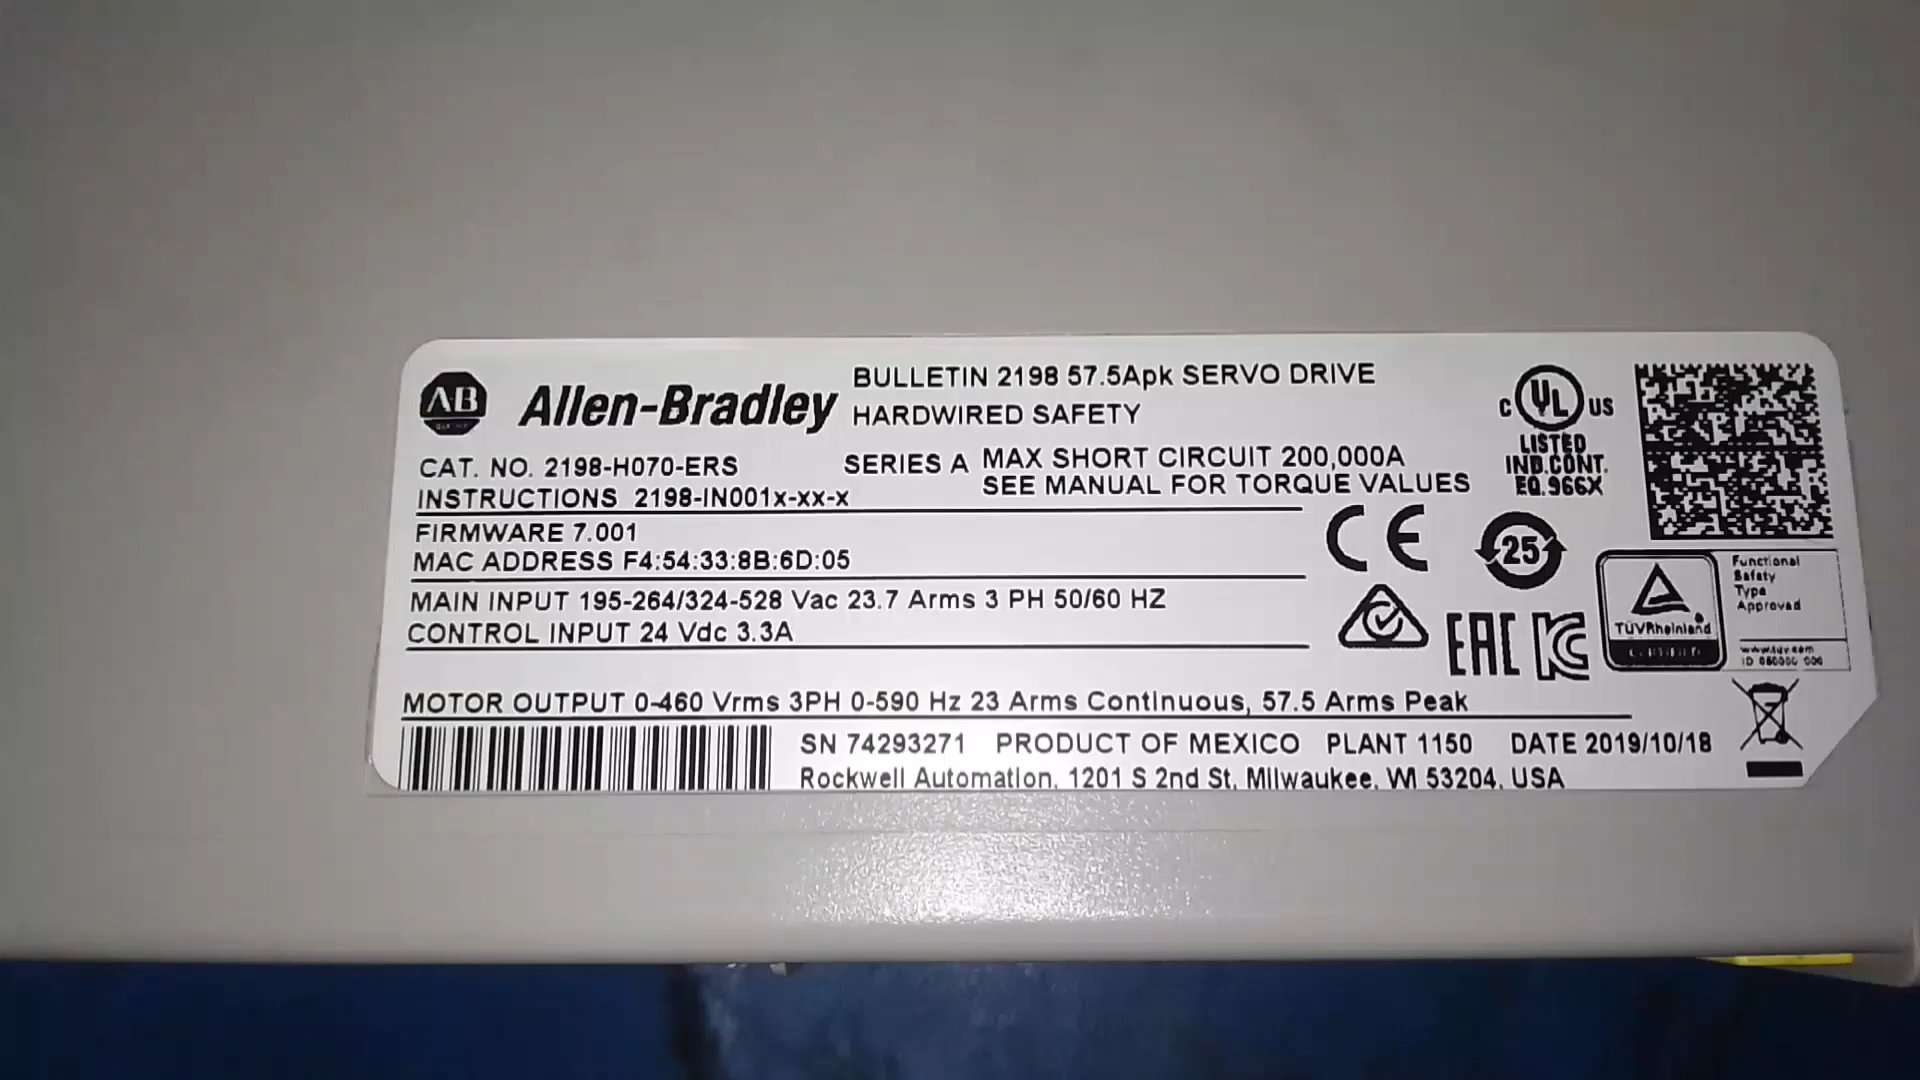 AB
Allen-Bradley
BULLETIN 2198 57.5Apk SERVO DRIVE
HARDWIRED SAFETY
CAT. NO. 2198-H070-ERS
SERIES A
MAX SHORT CIRCUIT 200,000A
INSTRUCTIONS 2198-IN001x-xx-x
SEE MANUAL FOR TORQUE VALUES
C UL US
LISTED
IND.CONT.
EQ.966X
FIRMWARE 7.001
MAC ADDRESS F4:54:33:8B:6D:05
CE
25
MAIN INPUT 195-264/324-528 Vac 23.7 Arms 3 PH 50/60 HZ
CONTROL INPUT 24 Vdc 3.3A
EAC
KC
TÜVRheinland
CERTIFIED
Functional
Safety
Type
Approved
www.tuv.com
MOTOR OUTPUT 0-460 Vrms 3PH 0-590 Hz 23 Arms Continuous, 57.5 Arms Peak
SN 74293271 PRODUCT OF MEXICO PLANT 1150 DATE 2019/10/18
Rockwell Automation, 1201 S 2nd St, Milwaukee, WI 53204, USA